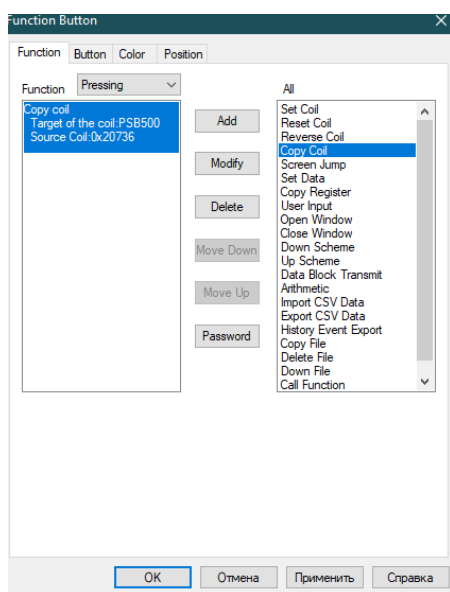 Function Button
Function Button Color Position
Function Pressing All
Copy coil
Target of the coil:PSB500
Source Coil:0x20736
Add
Modify
Delete
Move Down
Move Up
Password
Set Coil
Reset Coil
Reverse Coil
Copy Coil
Screen Jump
Set Data
Copy Register
User Input
Open Window
Close Window
Down Scheme
Up Scheme
Data Block Transmit
Arithmetic
Import CSV Data
Export CSV Data
History Event Export
Copy File
Delete File
Down File
Call Function
OK Отмена Применить Справка